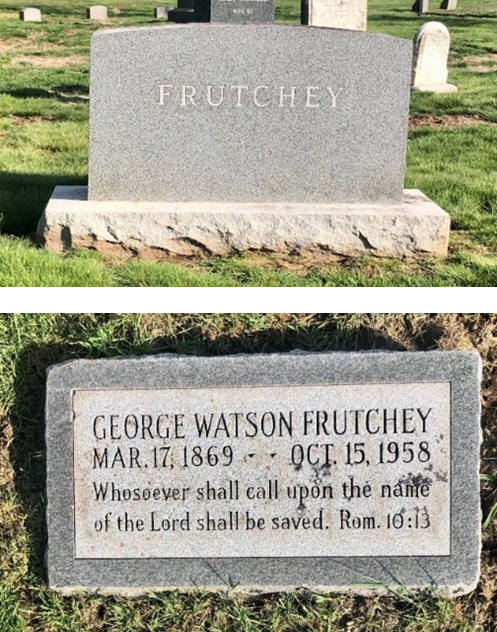 FRUTCHEY
GEORGE WATSON FRUTCHEY
MAR. 17, 1869 - - OCT. 15, 1958
Whosoever shall call upon the name
of the Lord shall be saved. Rom. 10:13